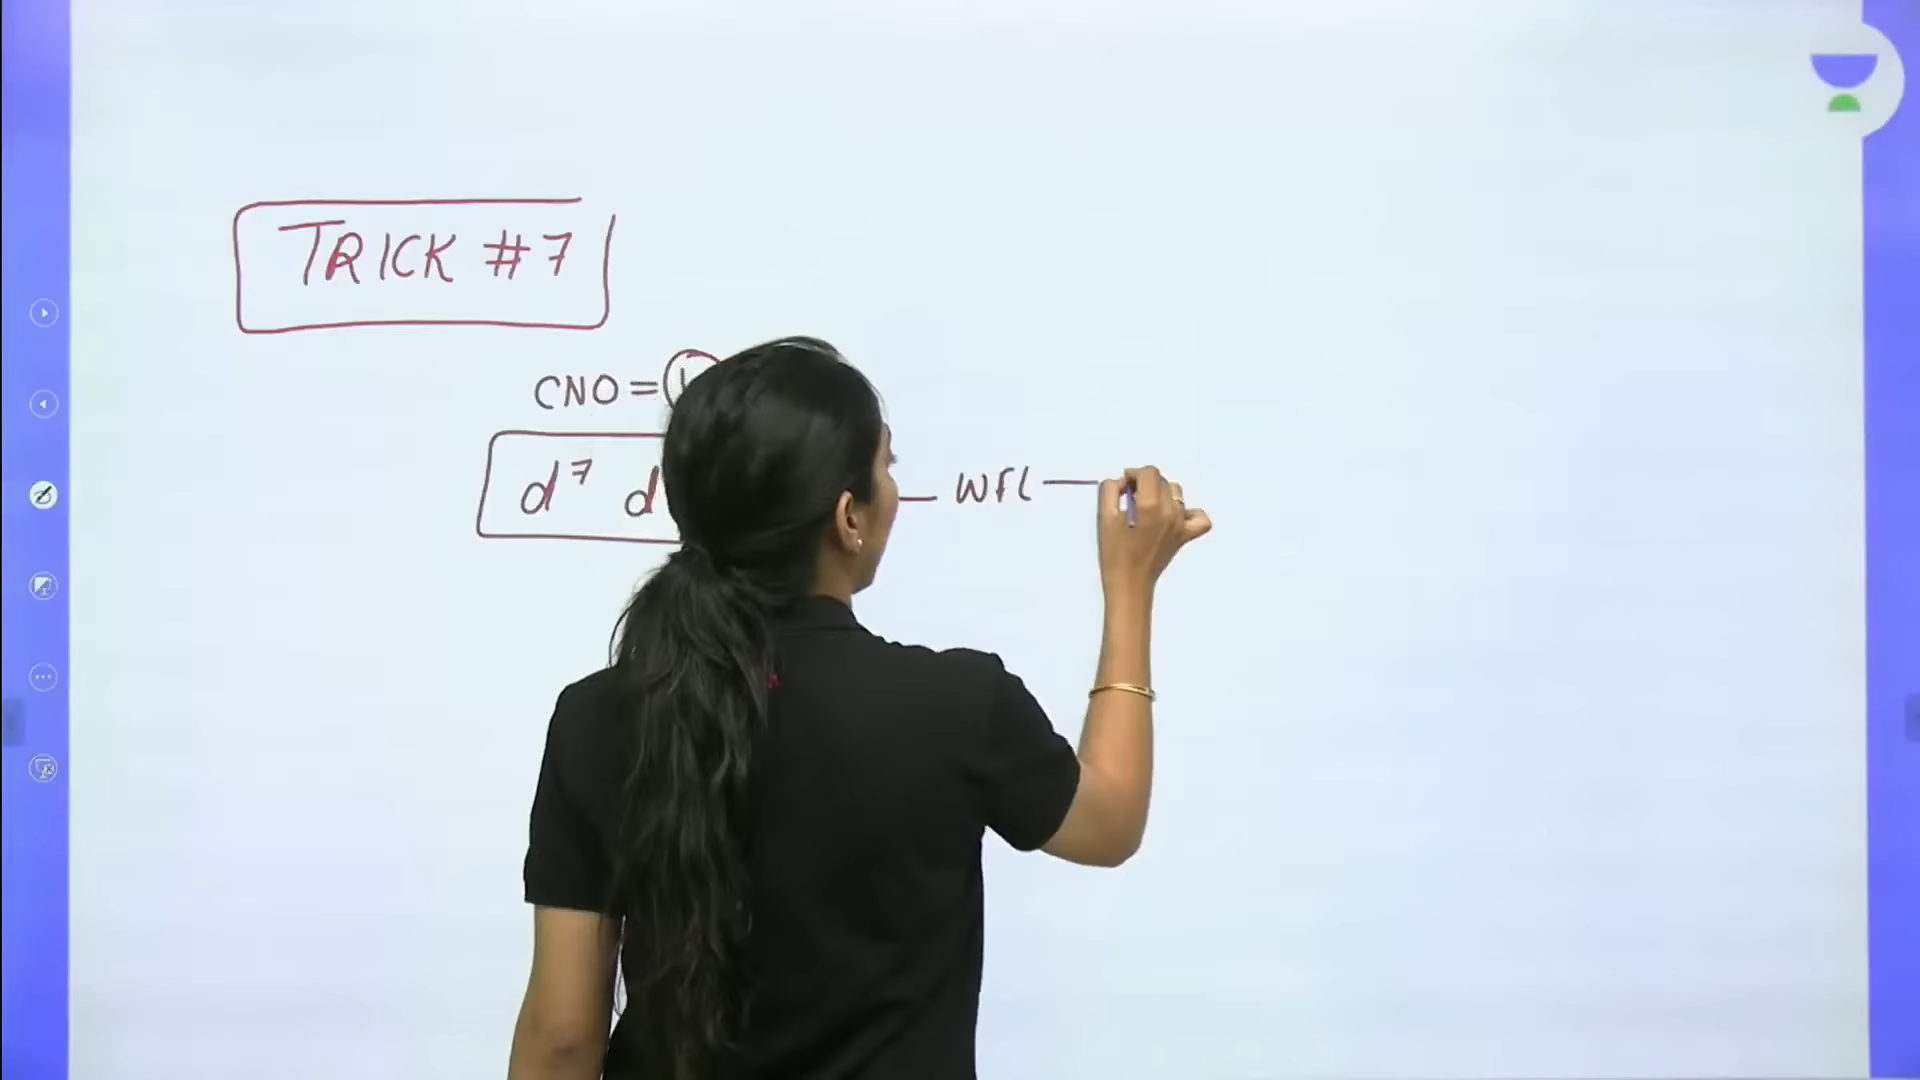 TRICK #7
CNO =
d⁷ d — WFL —